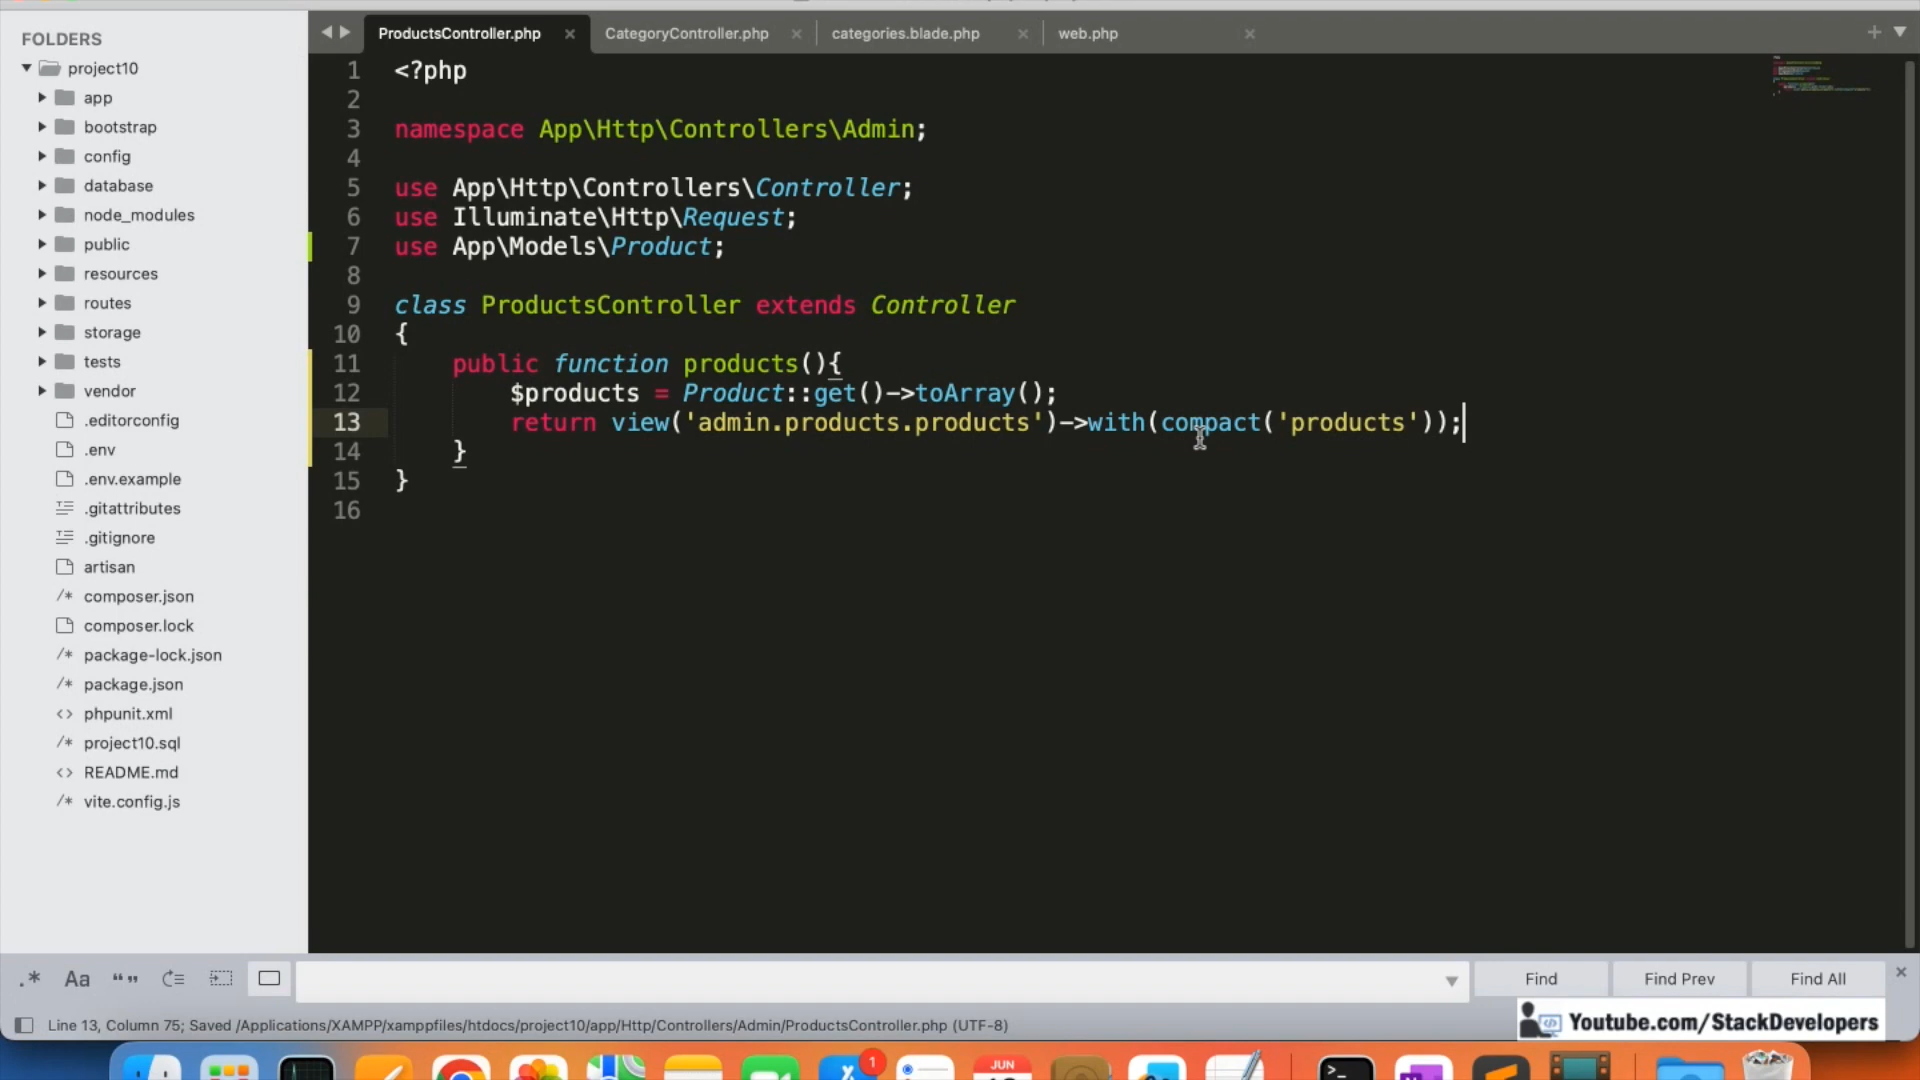 FOLDERS
project10
app
bootstrap
config
database
node_modules
public
resources
routes
storage
tests
vendor
.editorconfig
.env
.env.example
.gitattributes
.gitignore
artisan
/* composer.json
composer.lock
/* package-lock.json
/* package.json
<> phpunit.xml
/* project10.sql
<> README.md
/* vite.config.js
ProductsController.php × CategoryController.php × categories.blade.php × web.php ×
1 <?php
2
3 namespace App\Http\Controllers\Admin;
4
5 use App\Http\Controllers\Controller;
6 use Illuminate\Http\Request;
7 use App\Models\Product;
8
9 class ProductsController extends Controller
10 {
11 public function products(){
12 $products = Product::get()->toArray();
13 return view('admin.products.products')->with(compact('products'));
14 }
15 }
16
.* Aa “” Find Find Prev Find All ×
Line 13, Column 75; Saved /Applications/XAMPP/xamppfiles/htdocs/project10/app/Http/Controllers/Admin/ProductsController.php (UTF-8)
Youtube.com/StackDevelopers
1
JUN
>_